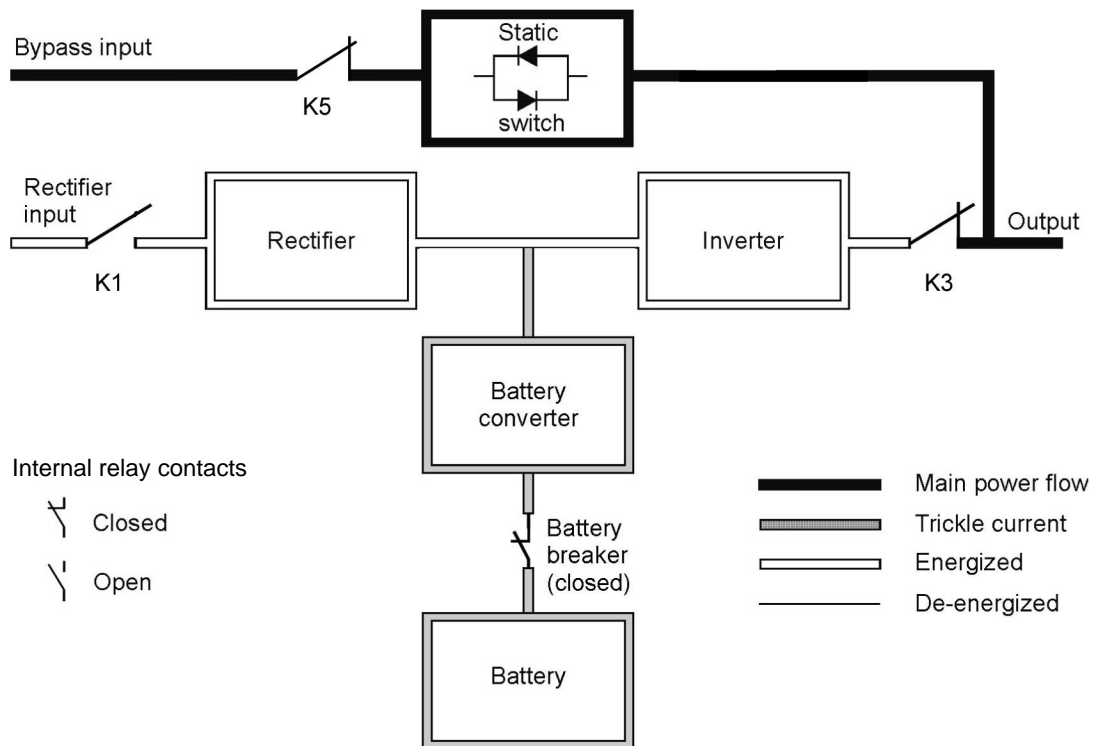 Bypass input
K5
Static
switch
Rectifier
input
K1
Rectifier
Inverter
K3
Output
Battery
converter
Battery
breaker
(closed)
Battery
Internal relay contacts
Closed
Open
Main power flow
Trickle current
Energized
De-energized